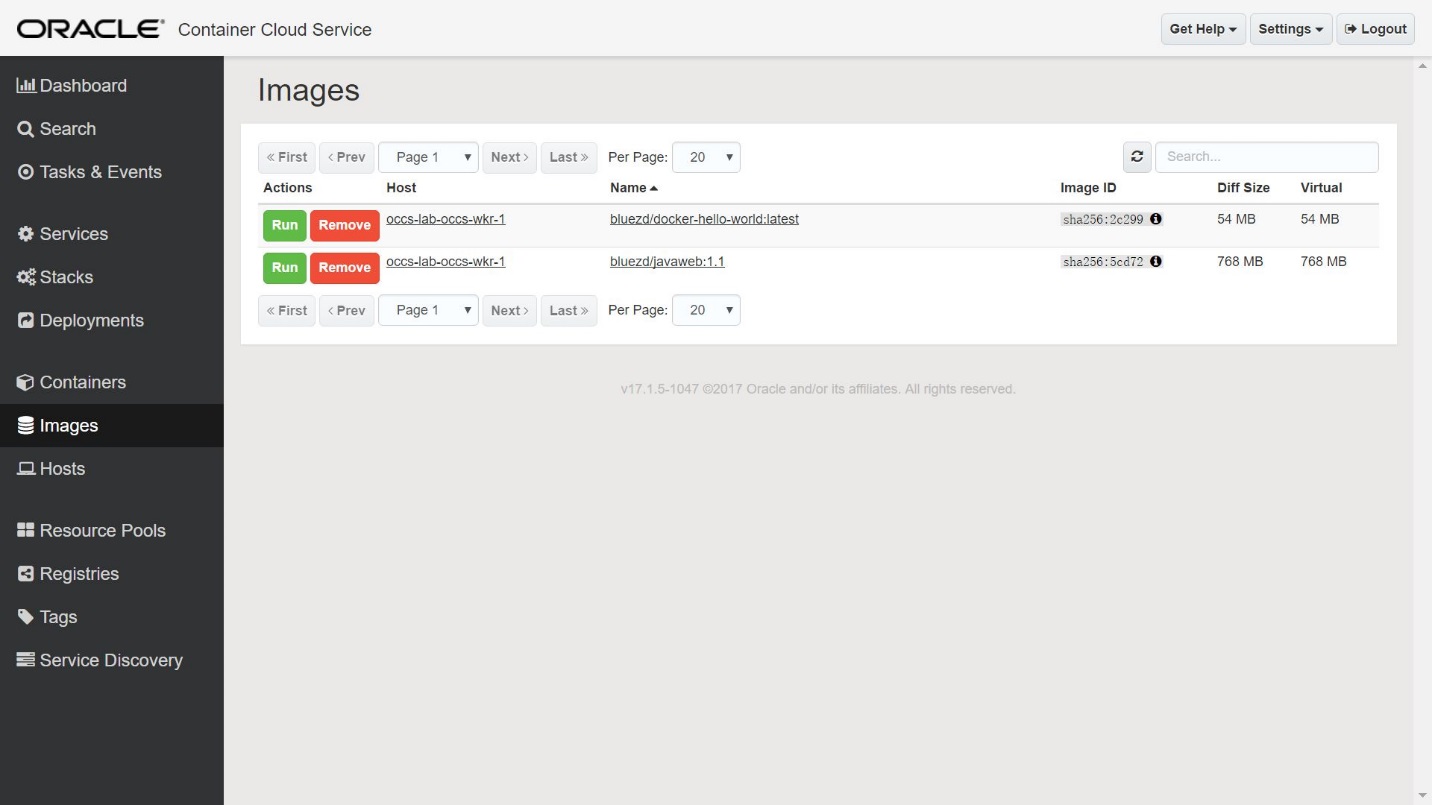 ORACLE® Container Cloud Service Get Help Settings Logout
Dashboard
Search
Tasks & Events
Services
Stacks
Deployments
Containers
Images
Hosts
Resource Pools
Registries
Tags
Service Discovery
Images
« First ‹ Prev Page 1 Next › Last » Per Page: 20 Search...
Actions Host Name Image ID Diff Size Virtual
Run Remove occs-lab-occs-wkr-1 bluezd/docker-hello-world:latest sha256:2c299 54 MB 54 MB
Run Remove occs-lab-occs-wkr-1 bluezd/javaweb:1.1 sha256:5cd72 768 MB 768 MB
« First ‹ Prev Page 1 Next › Last » Per Page: 20
v17.1.5-1047 ©2017 Oracle and/or its affiliates. All rights reserved.